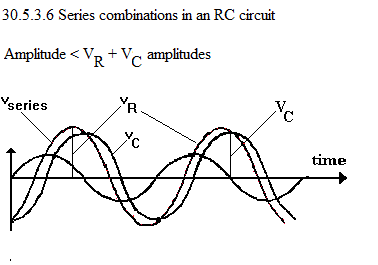 30.5.3.6 Series combinations in an RC circuit
Amplitude < VR + VC amplitudes
Vseries VR VC
VC
time